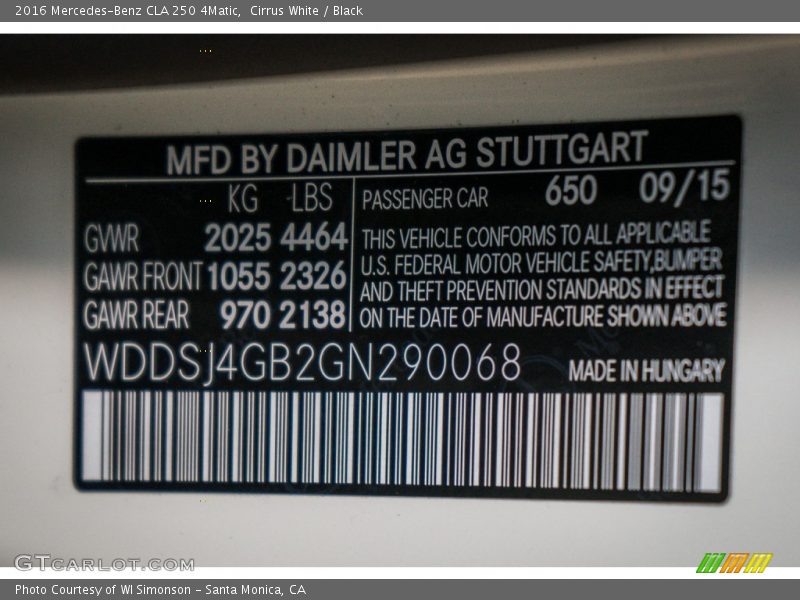 2016 Mercedes-Benz CLA 250 4Matic,  Cirrus White / Black
MFD BY DAIMLER AG STUTTGART
KG LBS PASSENGER CAR 650 09/15
GVWR 2025 4464
GAWR FRONT 1055 2326
GAWR REAR 970 2138
THIS VEHICLE CONFORMS TO ALL APPLICABLE
U.S. FEDERAL MOTOR VEHICLE SAFETY,BUMPER
AND THEFT PREVENTION STANDARDS IN EFFECT
ON THE DATE OF MANUFACTURE SHOWN ABOVE
WDDSJ4GB2GN290068 MADE IN HUNGARY
GTCARLOT.COM
Photo Courtesy of WI Simonson - Santa Monica, CA